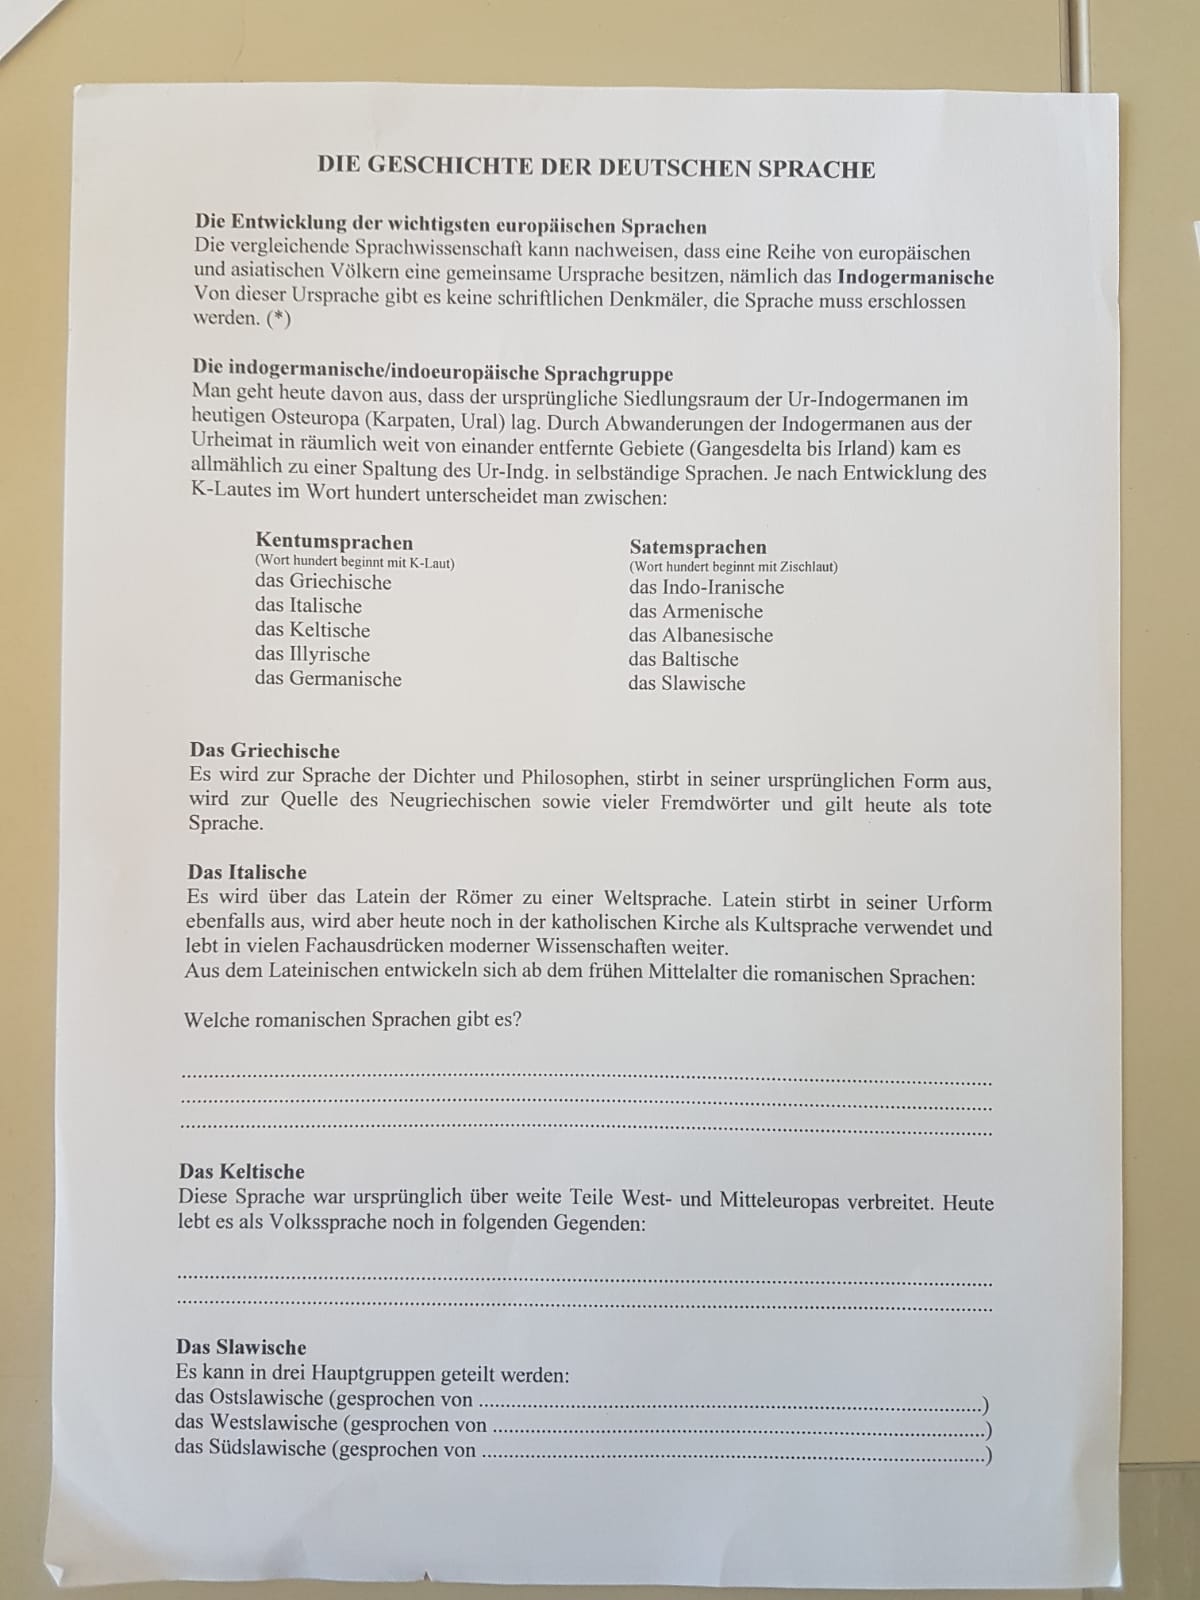 DIE GESCHICHTE DER DEUTSCHEN SPRACHE
Die Entwicklung der wichtigsten europäischen Sprachen
Die vergleichende Sprachwissenschaft kann nachweisen, dass eine Reihe von europäischen
und asiatischen Völkern eine gemeinsame Ursprache besitzen, nämlich das Indogermanische
Von dieser Ursprache gibt es keine schriftlichen Denkmäler, die Sprache muss erschlossen
werden. (*)
Die indogermanische/indoeuropäische Sprachgruppe
Man geht heute davon aus, dass der ursprüngliche Siedlungsraum der Ur-Indogermanen im
heutigen Osteuropa (Karpaten, Ural) lag. Durch Abwanderungen der Indogermanen aus der
Urheimat in räumlich weit von einander entfernte Gebiete (Gangesdelta bis Irland) kam es
allmählich zu einer Spaltung des Ur-Indg. in selbständige Sprachen. Je nach Entwicklung des
K-Lautes im Wort hundert unterscheidet man zwischen:
Kentumsprachen
(Wort hundert beginnt mit K-Laut)
das Griechische
das Italische
das Keltische
das Illyrische
das Germanische
Satemsprachen
(Wort hundert beginnt mit Zischlaut)
das Indo-Iranische
das Armenische
das Albanesische
das Baltische
das Slawische
Das Griechische
Es wird zur Sprache der Dichter und Philosophen, stirbt in seiner ursprünglichen Form aus,
wird zur Quelle des Neugriechischen sowie vieler Fremdwörter und gilt heute als tote
Sprache.
Das Italische
Es wird über das Latein der Römer zu einer Weltsprache. Latein stirbt in seiner Urform
ebenfalls aus, wird aber heute noch in der katholischen Kirche als Kultsprache verwendet und
lebt in vielen Fachausdrücken moderner Wissenschaften weiter.
Aus dem Lateinischen entwickeln sich ab dem frühen Mittelalter die romanischen Sprachen:
Welche romanischen Sprachen gibt es?
Das Keltische
Diese Sprache war ursprünglich über weite Teile West- und Mitteleuropas verbreitet. Heute
lebt es als Volkssprache noch in folgenden Gegenden:
Das Slawische
Es kann in drei Hauptgruppen geteilt werden:
das Ostslawische (gesprochen von ..........)
das Westslawische (gesprochen von ..........)
das Südslawische (gesprochen von ..........)